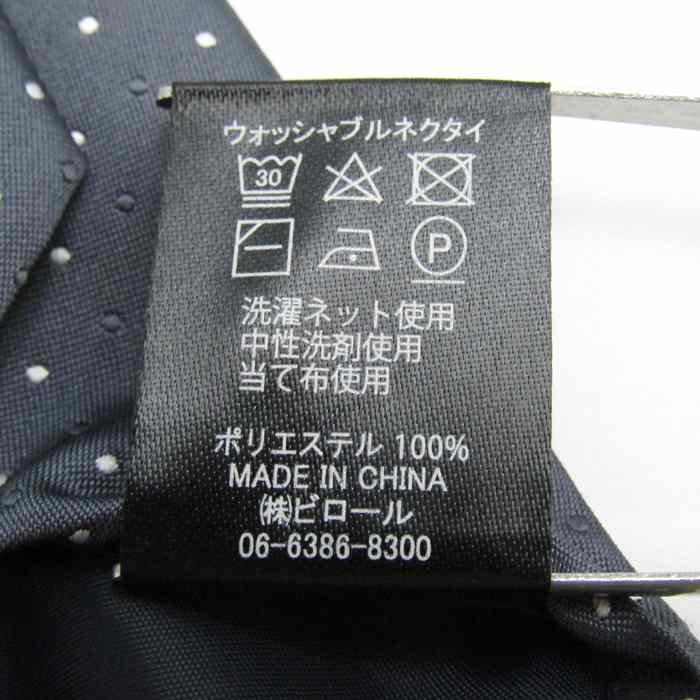 ウォッシャブルネクタイ
30
P
洗濯ネット使用
中性洗剤使用
当て布使用
ポリエステル 100%
MADE IN CHINA
㈱ビロール
06-6386-8300